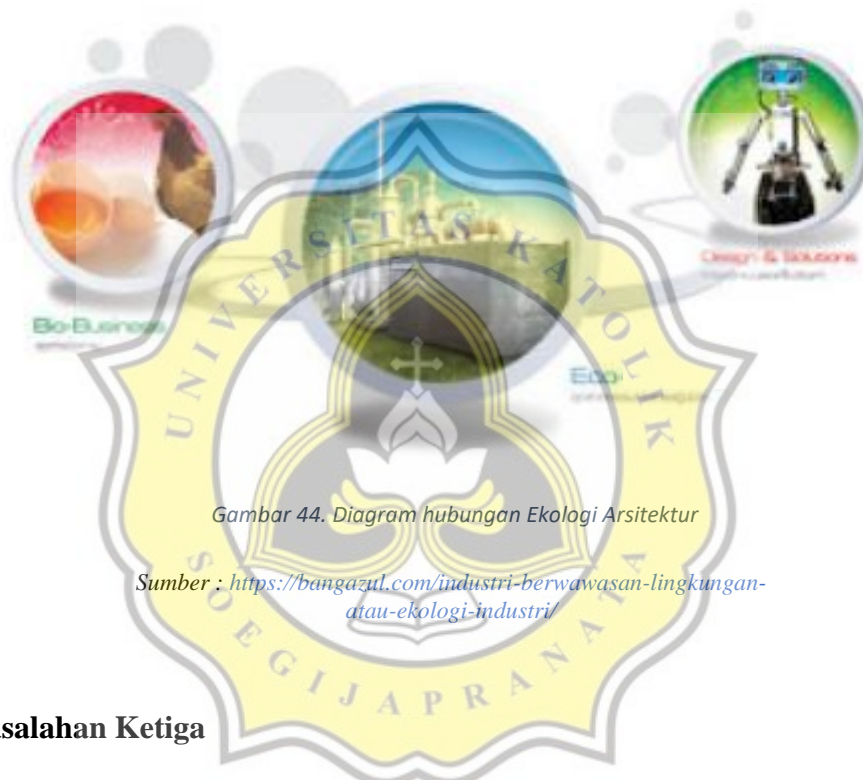 Design & Solutions
Bio-Business
Eco-
UNIVERSITAS KATOLIK
Gambar 44. Diagram hubungan Ekologi Arsitektur
Sumber : https://bangazul.com/industri-berwawasan-lingkungan-
atau-ekologi-industri/
SOEGIJAPRANATA
salahan Ketiga